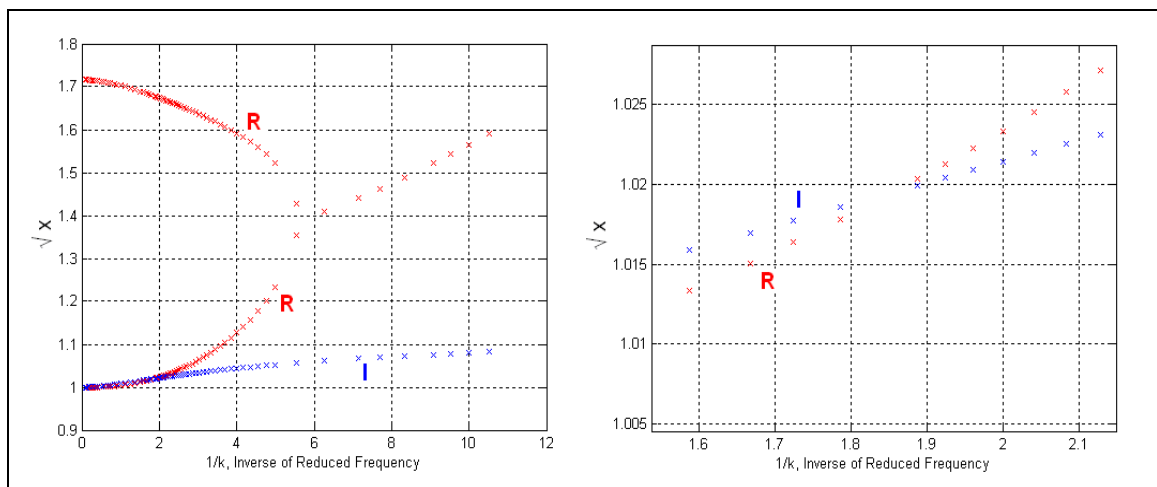 1.8
1.7
1.6
1.5
1.4
1.3
1.2
1.1
1
0.9
√x
R
R
I
0 2 4 6 8 10 12
1/k, Inverse of Reduced Frequency
1.025
1.02
1.015
1.01
1.005
√x
I
R
1.6 1.7 1.8 1.9 2 2.1
1/k, Inverse of Reduced Frequency